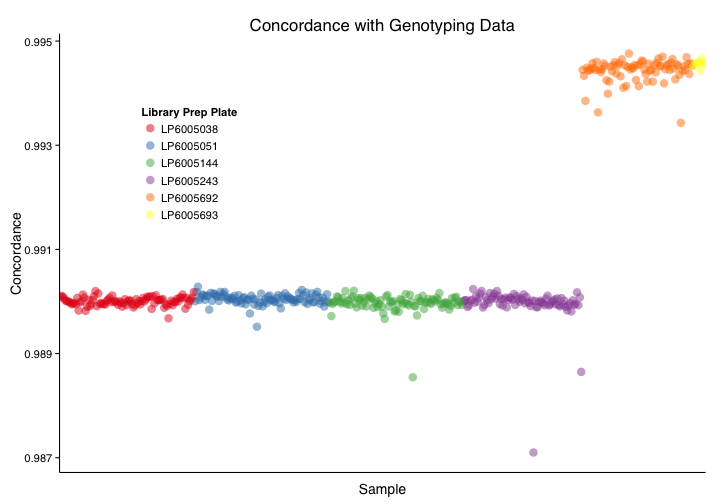 Concordance with Genotyping Data
0.995
0.993
0.991
0.989
0.987
Concordance
Library Prep Plate
LP6005038
LP6005051
LP6005144
LP6005243
LP6005692
LP6005693
Sample